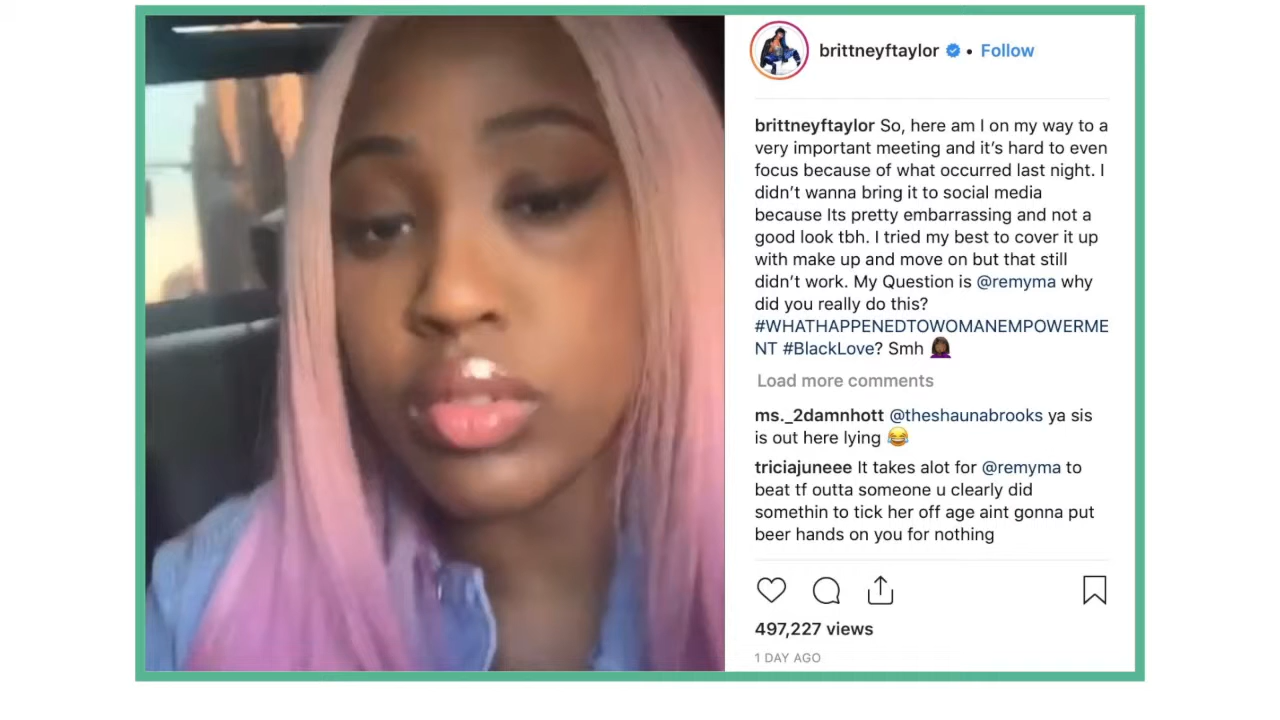 brittneyftaylor • Follow
brittneyftaylor So, here am I on my way to a
very important meeting and it's hard to even
focus because of what occurred last night. I
didn't wanna bring it to social media
because Its pretty embarrassing and not a
good look tbh. I tried my best to cover it up
with make up and move on but that still
didn't work. My Question is @remyma why
did you really do this?
#WHATHAPPENEDTOWOMANEMPOWERME
NT #BlackLove? Smh 🤦🏾‍♀️
Load more comments
ms._2damnhott @theshaunabrooks ya sis
is out here lying 😂
triciajuneee It takes alot for @remyma to
beat tf outta someone u clearly did
somethin to tick her off age aint gonna put
beer hands on you for nothing
497,227 views
1 DAY AGO